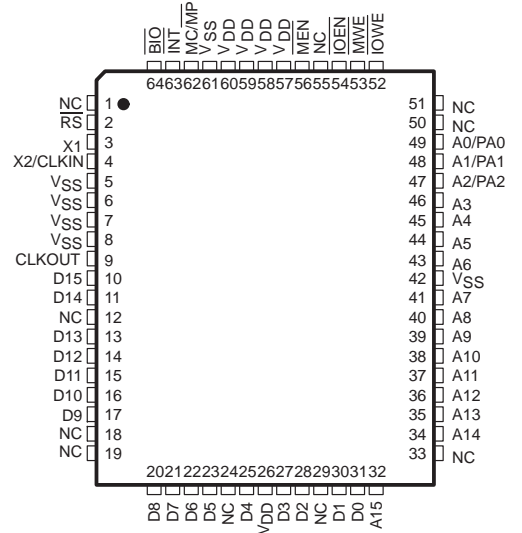 BIO INT MC/MP VSS VDD VDD VDD VDD MEN NC IOEN MWE IOWE
64 63 62 61 60 59 58 57 56 55 54 53 52
NC 1 51 NC
RS 2 50 NC
X1 3 49 A0/PA0
X2/CLKIN 4 48 A1/PA1
VSS 5 47 A2/PA2
VSS 6 46 A3
VSS 7 45 A4
VSS 8 44 A5
CLKOUT 9 43 A6
D15 10 42 VSS
D14 11 41 A7
NC 12 40 A8
D13 13 39 A9
D12 14 38 A10
D11 15 37 A11
D10 16 36 A12
D9 17 35 A13
NC 18 34 A14
NC 19 33 NC
20 21 22 23 24 25 26 27 28 29 30 31 32
D8 D7 D6 D5 NC D4 VDD D3 D2 NC D1 D0 A15